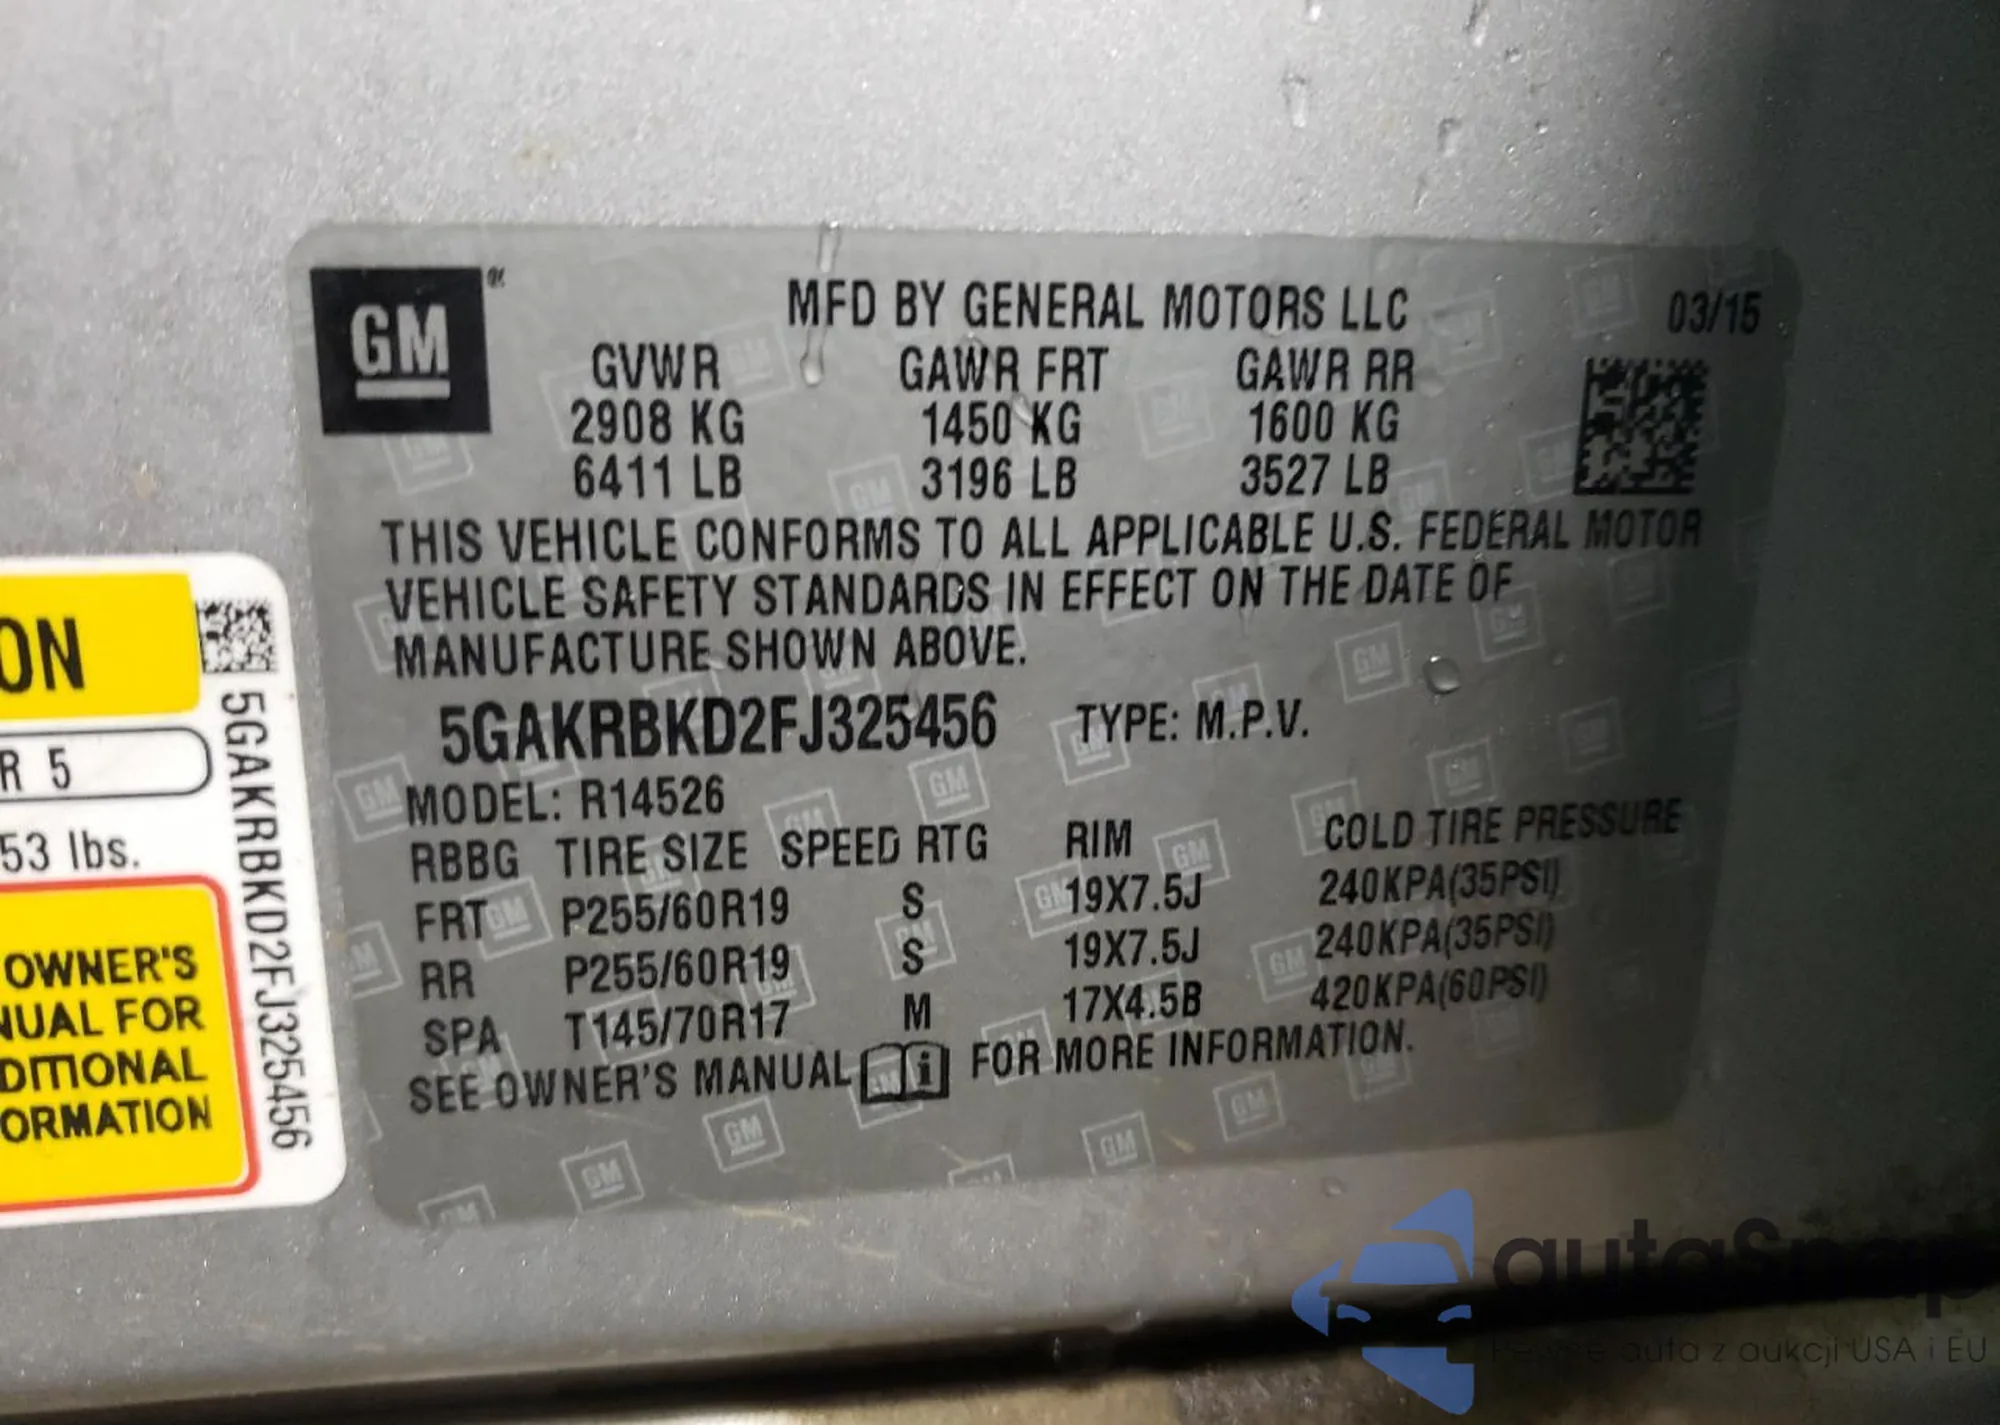 GM
MFD BY GENERAL MOTORS LLC 03/15
GVWR GAWR FRT GAWR RR
2908 KG 1450 KG 1600 KG
6411 LB 3196 LB 3527 LB
THIS VEHICLE CONFORMS TO ALL APPLICABLE U.S. FEDERAL MOTOR
VEHICLE SAFETY STANDARDS IN EFFECT ON THE DATE OF
MANUFACTURE SHOWN ABOVE.
5GAKRBKD2FJ325456 TYPE: M.P.V.
MODEL: R14526
RBBG TIRE SIZE SPEED RTG RIM COLD TIRE PRESSURE
FRT P255/60R19 S 19X7.5J 240KPA(35PSI)
RR P255/60R19 S 19X7.5J 240KPA(35PSI)
SPA T145/70R17 M 17X4.5B 420KPA(60PSI)
SEE OWNER'S MANUAL FOR MORE INFORMATION.
ON
R 5
53 lbs.
OWNER'S
NUAL FOR
DITIONAL
ORMATION
5GAKRBKD2FJ325456
autaSnap
auta z aukcji USA i EU